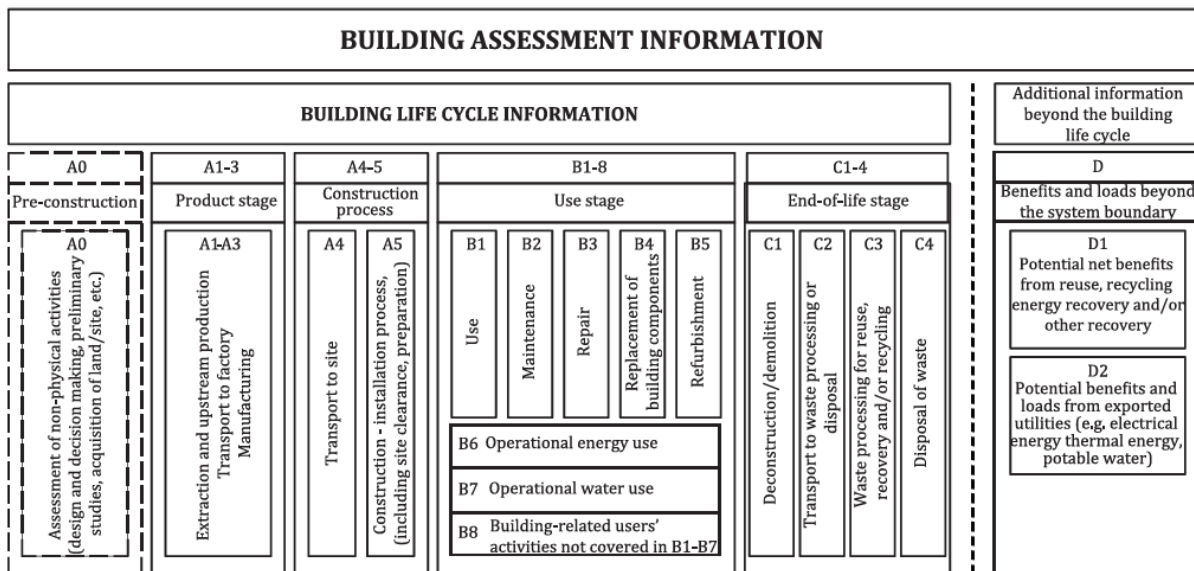 BUILDING ASSESSMENT INFORMATION
BUILDING LIFE CYCLE INFORMATION
Additional information
beyond the building
life cycle
A0
Pre-construction
A0
Assessment of non-physical activities
(design and decision making, preliminary
studies, acquisition of land/site, etc.)
A1-3
Product stage
A1-A3
Extraction and upstream production
Transport to factory
Manufacturing
A4-5
Construction
process
A4
Transport to site
A5
Construction - installation process,
(including site clearance, preparation)
B1-8
Use stage
B1
Use
B2
Maintenance
B3
Repair
B4
Replacement of
building components
B5
Refurbishment
B6 Operational energy use
B7 Operational water use
B8 Building-related users'
activities not covered in B1-B7
C1-4
End-of-life stage
C1
Deconstruction/demolition
C2
Transport to waste processing or
disposal
C3
Waste processing for reuse,
recovery and/or recycling
C4
Disposal of waste
D
Benefits and loads beyond
the system boundary
D1
Potential net benefits
from reuse, recycling
energy recovery and/or
other recovery
D2
Potential benefits and
loads from exported
utilities (e.g. electrical
energy thermal energy,
potable water)